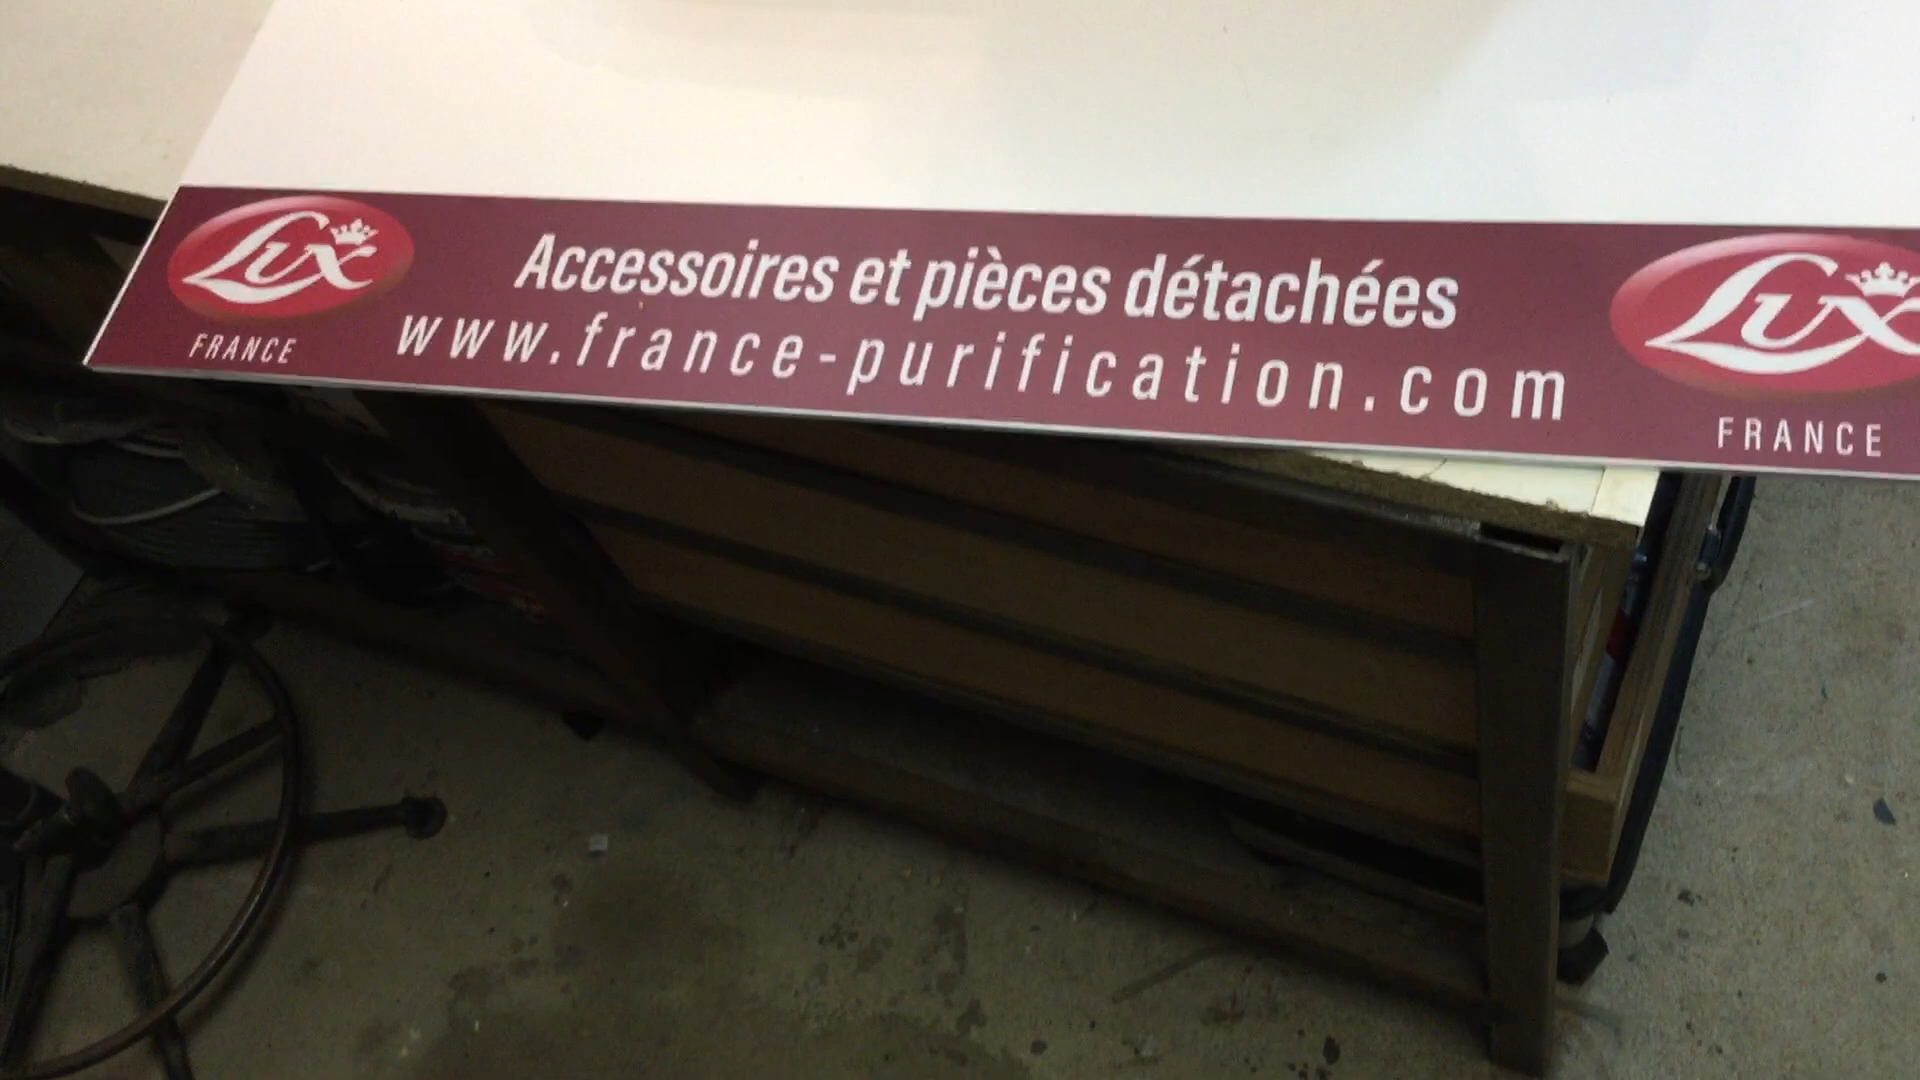 Lux
FRANCE
Accessoires et pièces détachées
www.france-purification.com
Lux
FRANCE